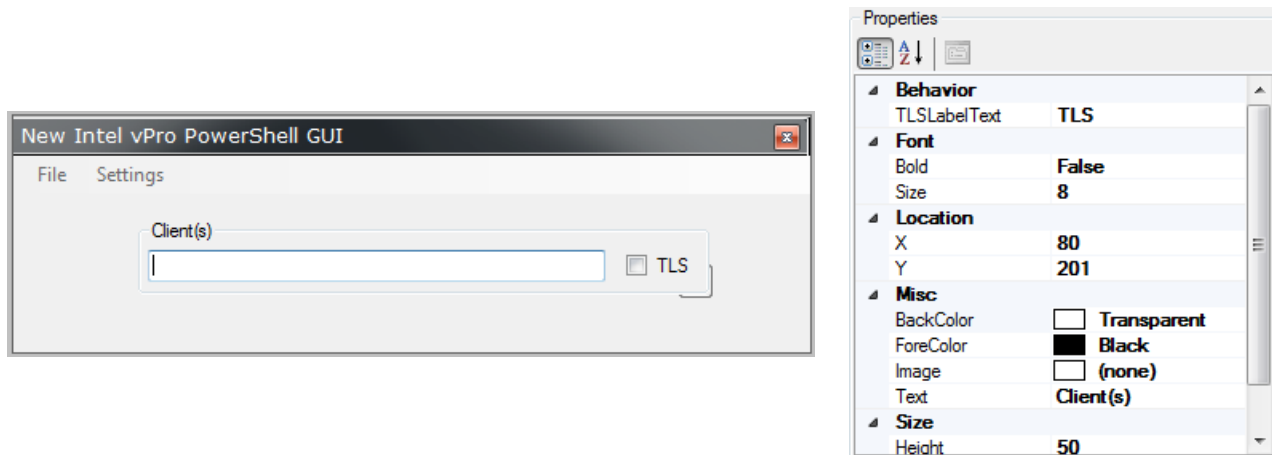 New Intel vPro PowerShell GUI
File Settings
Client(s)
TLS
Properties
A
Z
Behavior
TLSLabelText TLS
Font
Bold False
Size 8
Location
X 80
Y 201
Misc
BackColor Transparent
ForeColor Black
Image (none)
Text Client(s)
Size
Height 50